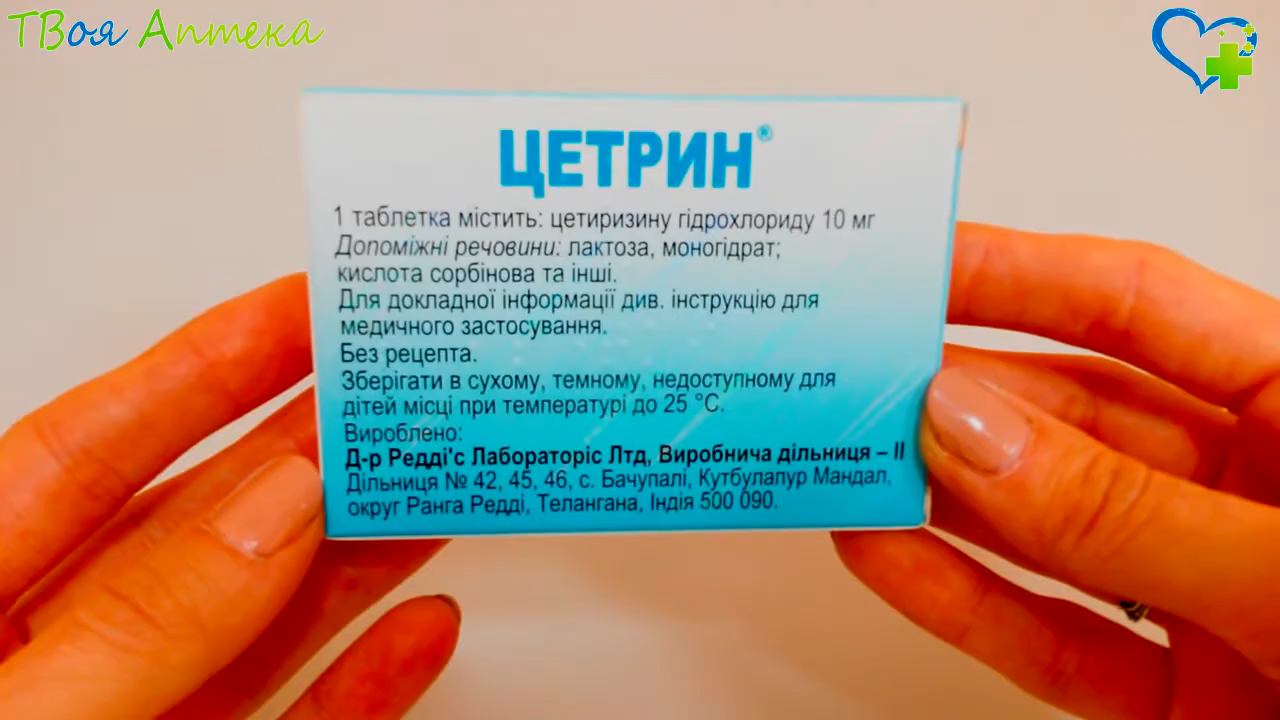 ТВоя Аптека
ЦЕТРИН®
1 таблетка містить: цетиризину гідрохлориду 10 мг
Допоміжні речовини: лактоза, моногідрат;
кислота сорбінова та інші.
Для докладної інформації див. інструкцію для
медичного застосування.
Без рецепта.
Зберігати в сухому, темному, недоступному для
дітей місці при температурі до 25 °С.
Вироблено:
Д-р Редді'с Лабораторіс Лтд, Виробнича дільниця – II
Дільниця № 42, 45, 46, с. Бачупалі, Кутбулапур Мандал,
округ Ранга Редді, Телангана, Індія 500 090.